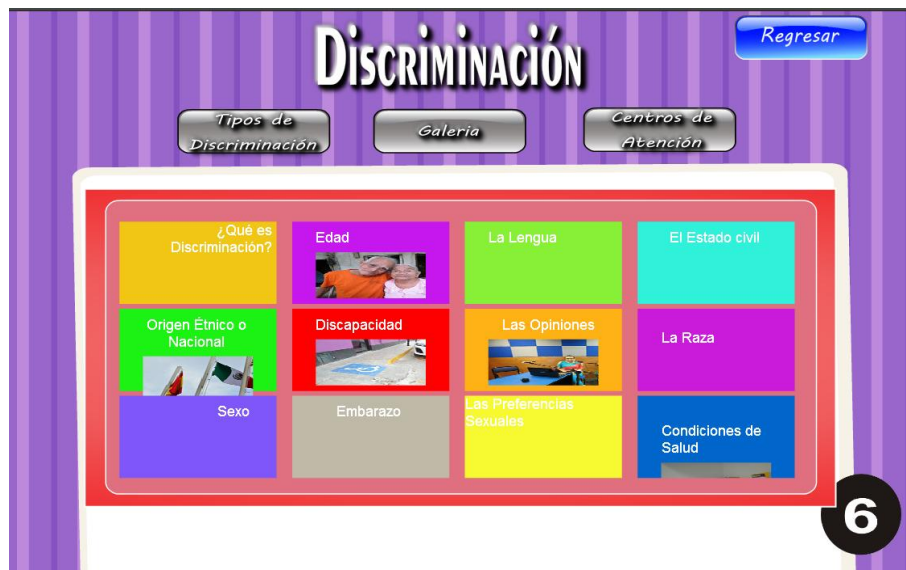 Discriminación
Regresar
Tipos de
Discriminación
Galeria
Centros de
Atención
¿Qué es
Discriminación?
Edad
La Lengua
El Estado civil
Origen Étnico o
Nacional
Discapacidad
Las Opiniones
La Raza
Sexo
Embarazo
Las Preferencias
Sexuales
Condiciones de
Salud
6